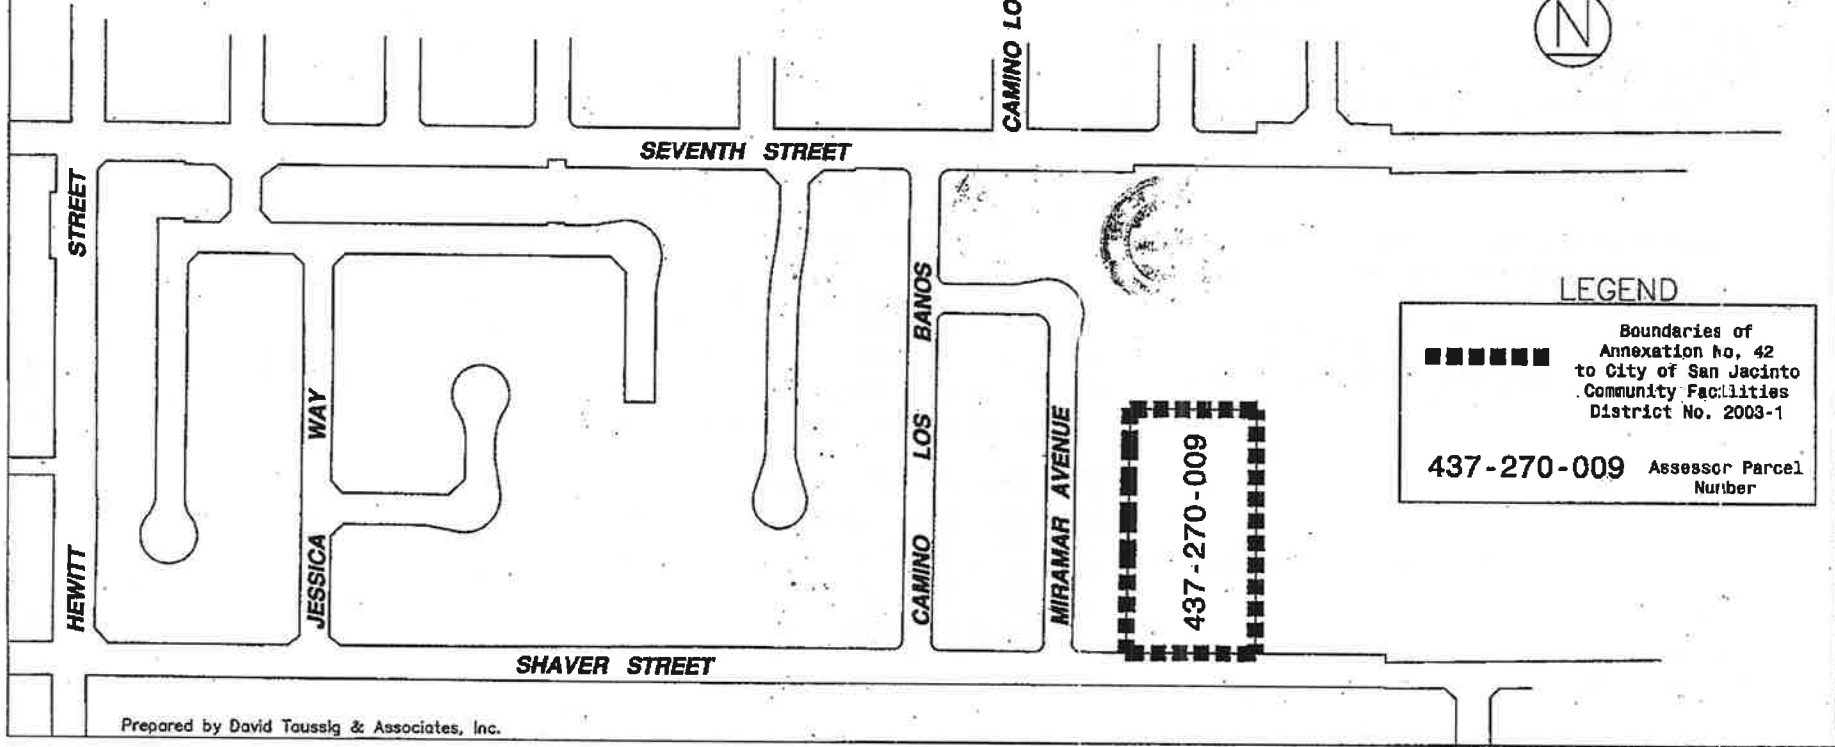 CAMINO LO
N
SEVENTH STREET
HEWITT STREET
JESSICA WAY
CAMINO LOS BANOS
MIRAMAR AVENUE
437-270-009
SHAVER STREET
LEGEND
Boundaries of
Annexation No. 42
to City of San Jacinto
Community Facilities
District No. 2003-1
437-270-009 Assessor Parcel
Number
Prepared by David Taussig & Associates, Inc.